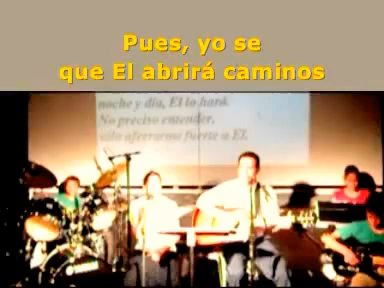 Pues, yo se
que El abrirá caminos
noche y día, El lo hará.
No preciso entender,
sólo aferrarme fuerte a El,